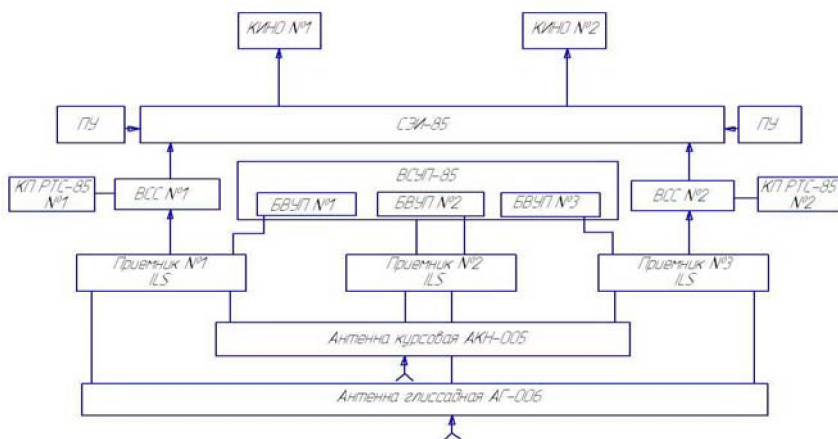 КИНО №1
КИНО №2
ПУ
СЭИ-85
ПУ
КП РТС-85
№1
ВСС №1
ВСУП-85
БВУП №1
БВУП №2
БВУП №3
ВСС №2
КП РТС-85
№2
Приемник №1
ILS
Приемник №2
ILS
Приемник №3
ILS
Антенна курсовая АКН-005
Антенна глиссадная АГ-006